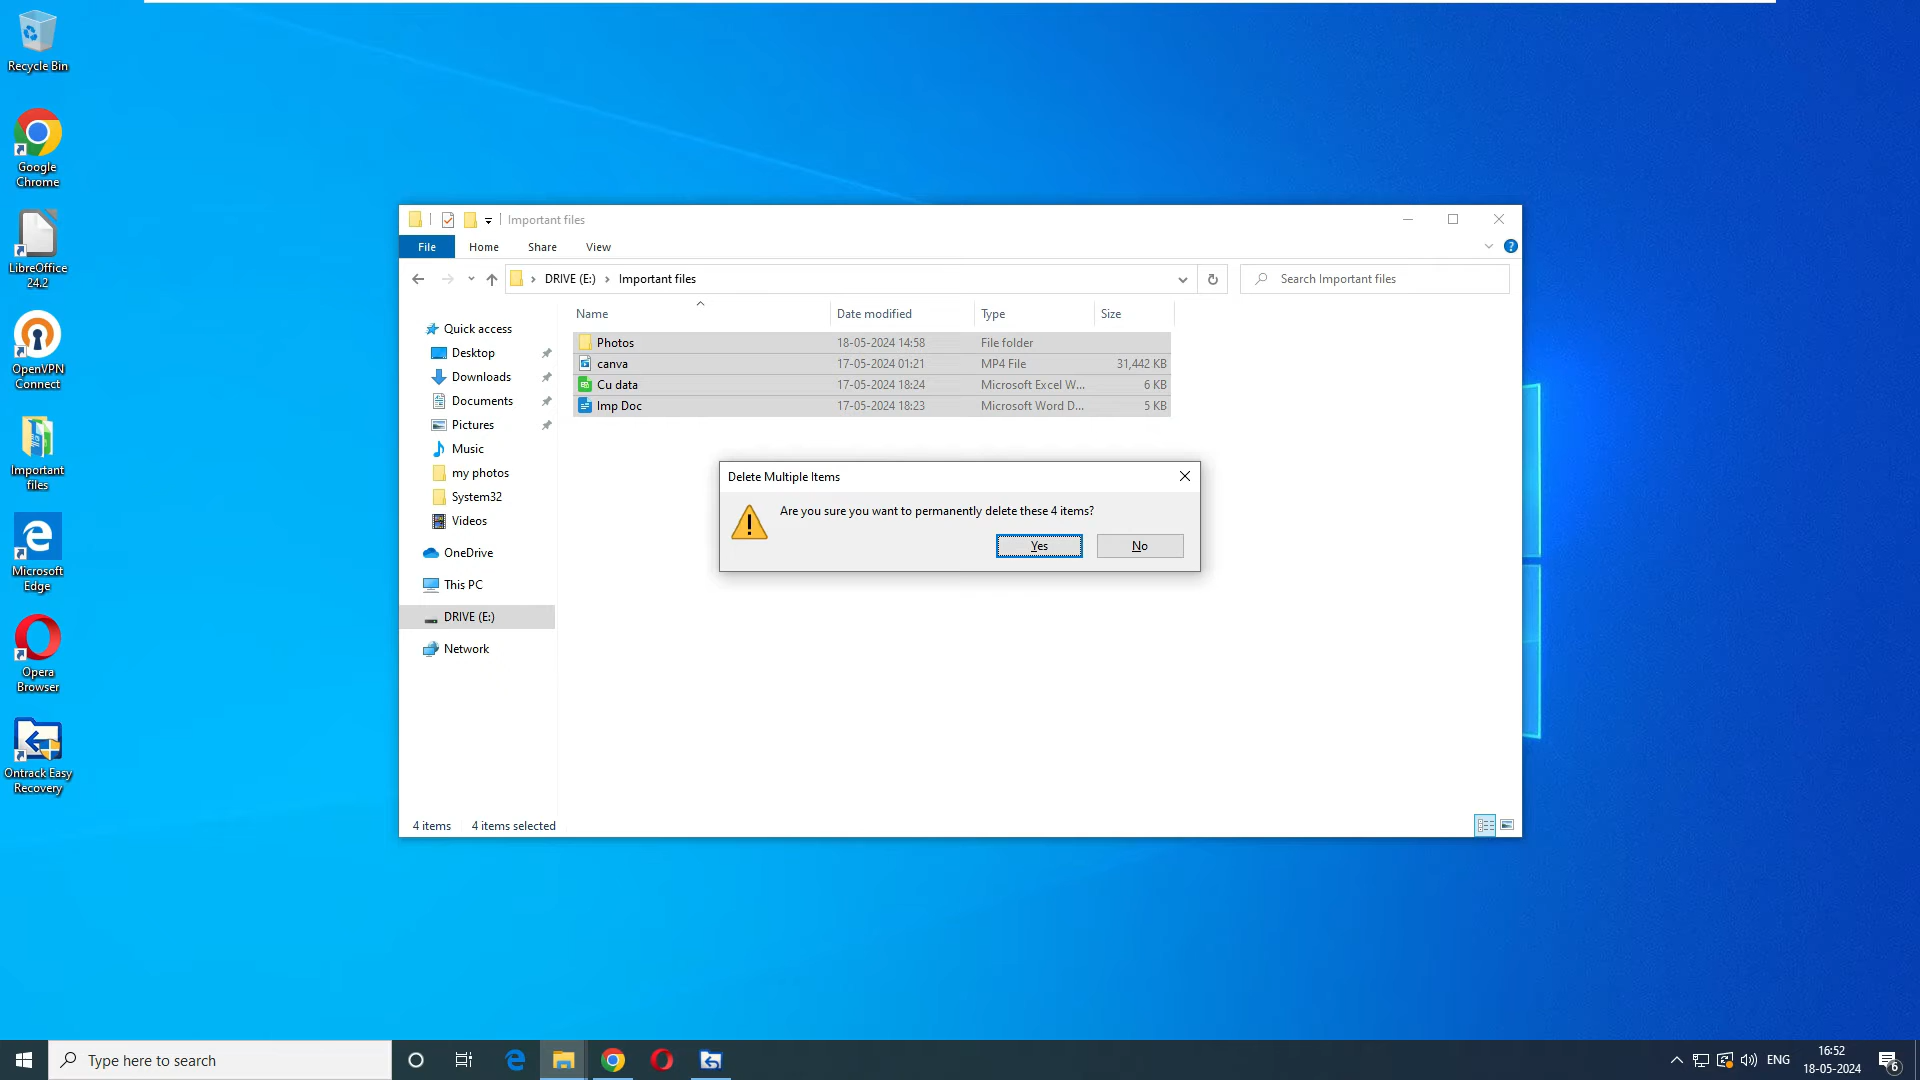 Recycle Bin
Google
Chrome
LibreOffice
24.2
OpenVPN
Connect
Important
files
Microsoft
Edge
Opera
Browser
Ontrack Easy
Recovery
Important files
File Home Share View
DRIVE (E:) Important files
Search Important files
Name Date modified Type Size
Photos 18-05-2024 14:58 File folder
canva 17-05-2024 01:21 MP4 File 31,442 KB
Cu data 17-05-2024 18:24 Microsoft Excel W... 6 KB
Imp Doc 17-05-2024 18:23 Microsoft Word D... 5 KB
Quick access
Desktop
Downloads
Documents
Pictures
Music
my photos
System32
Videos
OneDrive
This PC
DRIVE (E:)
Network
Delete Multiple Items
Are you sure you want to permanently delete these 4 items?
Yes No
4 items 4 items selected
Type here to search
ENG
16:52
18-05-2024
6